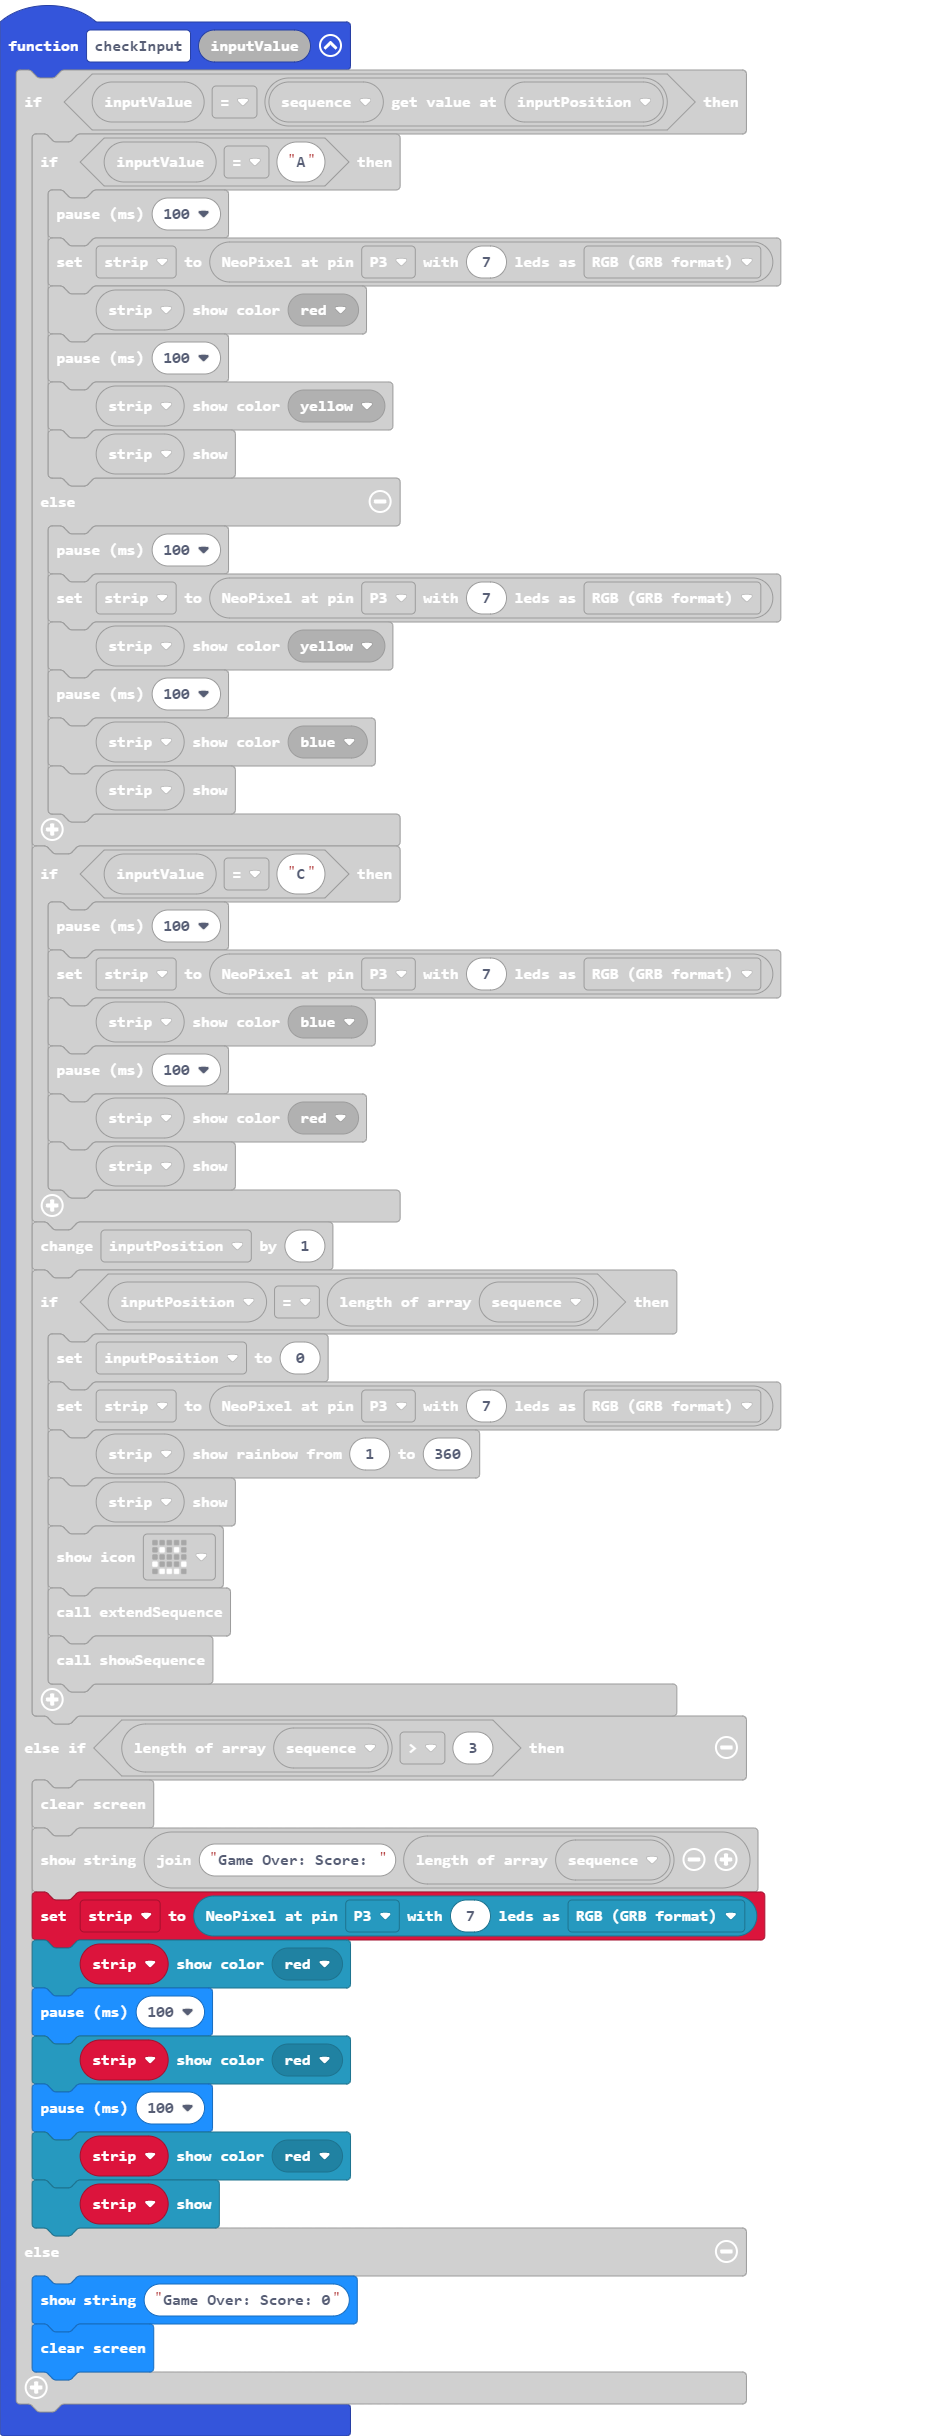 function checkInput inputValue
if inputValue = sequence get value at inputPosition then
if inputValue = "A" then
pause (ms) 100
set strip to NeoPixel at pin P3 with 7 leds as RGB (GRB format)
strip show color red
pause (ms) 100
strip show color yellow
strip show
else
pause (ms) 100
set strip to NeoPixel at pin P3 with 7 leds as RGB (GRB format)
strip show color yellow
pause (ms) 100
strip show color blue
strip show
if inputValue = "C" then
pause (ms) 100
set strip to NeoPixel at pin P3 with 7 leds as RGB (GRB format)
strip show color blue
pause (ms) 100
strip show color red
strip show
change inputPosition by 1
if inputPosition = length of array sequence then
set inputPosition to 0
set strip to NeoPixel at pin P3 with 7 leds as RGB (GRB format)
strip show rainbow from 1 to 360
strip show
show icon
call extendSequence
call showSequence
else if length of array sequence > 3 then
clear screen
show string join "Game Over: Score: " length of array sequence
set strip to NeoPixel at pin P3 with 7 leds as RGB (GRB format)
strip show color red
pause (ms) 100
strip show color red
pause (ms) 100
strip show color red
strip show
else
show string "Game Over: Score: 0"
clear screen